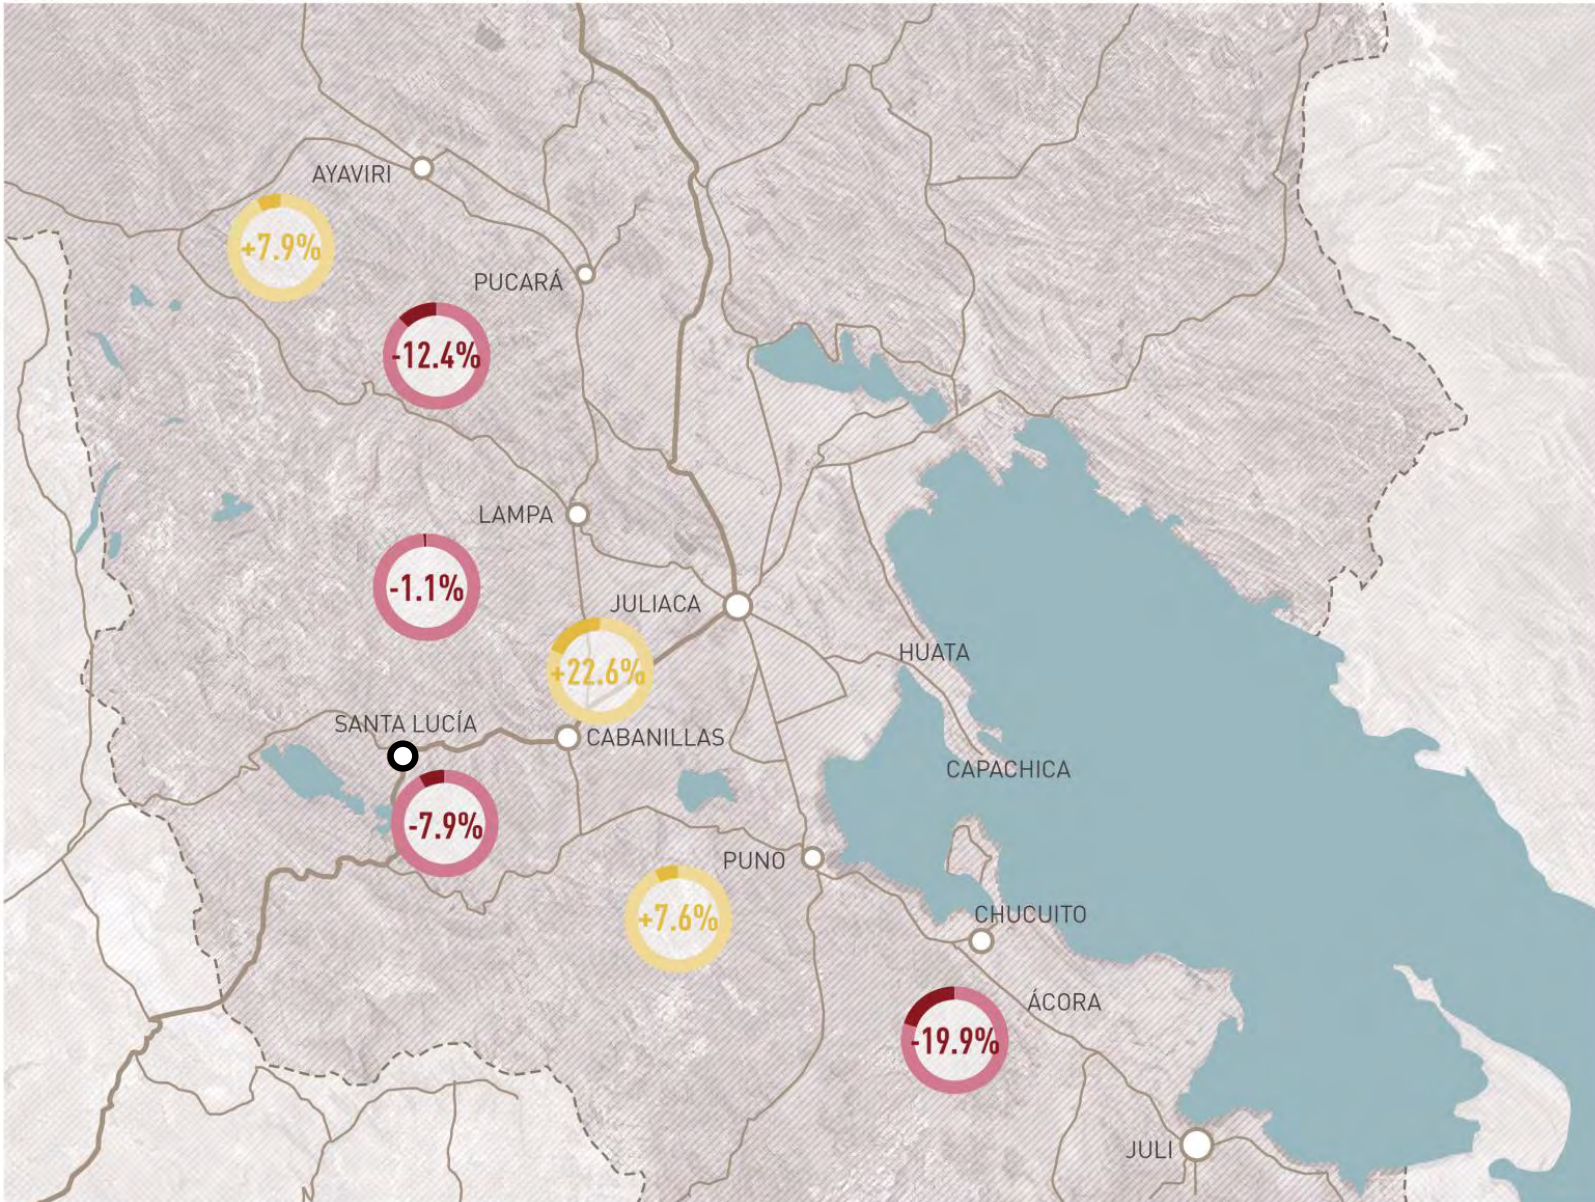 AYAVIRI
+7.9%
PUCARÁ
-12.4%
LAMPA
-1.1%
JULIACA
HUATA
+22.6%
SANTA LUCÍA
CABANILLAS
CAPACHICA
-7.9%
PUNO
+7.6%
CHUCUITO
ÁCORA
-19.9%
JULI